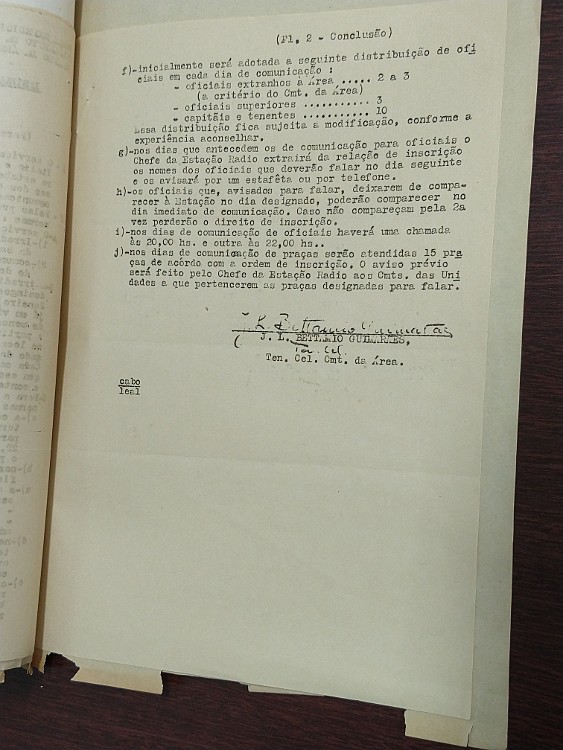 (Fl. 2 - Conclusão)
f)-inicialmente será adotada a seguinte distribuição de ofi
ciais em cada dia de comunicação :
- oficiais extranhos à Área ..... 2 a 3
(a critério do Cmt. da Área)
- oficiais superiores ........... 3
- capitãis e tenentes ........... 10
Essa distribuição fica sujeita a modificação, conforme a
experiência aconselhar.
g)-nos dias que antecedem os de comunicação para oficiais o
Chefe da Estação Radio extrairá da relação de inscrição
os nomes dos oficiais que deverão falar no dia seguinte
e os avisará por um estafêta ou por telefone.
h)-os oficiais que, avisados para falar, deixarem de compa-
recer à Estação no dia designado, poderão comparecer no
dia imediato de comunicação. Caso não compareçam pela 2a
vez perderão o direito de inscrição.
i)-nos dias de comunicação de oficiais haverá uma chamada
às 20,00 hs. e outra às 22,00 hs..
j)-nos dias de comunicação de praças serão atendidas 15 pra
ças de acôrdo com a ordem de inscrição. O aviso prévio
será feito pelo Chefe da Estação Radio aos Cmts. das Uni
dades a que pertencerem as praças designadas para falar.
J. L. BETTAMIO GUIMARÃES,
Ten. Cel.
Ten. Cel. Cmt. da Área.
cabo
leal